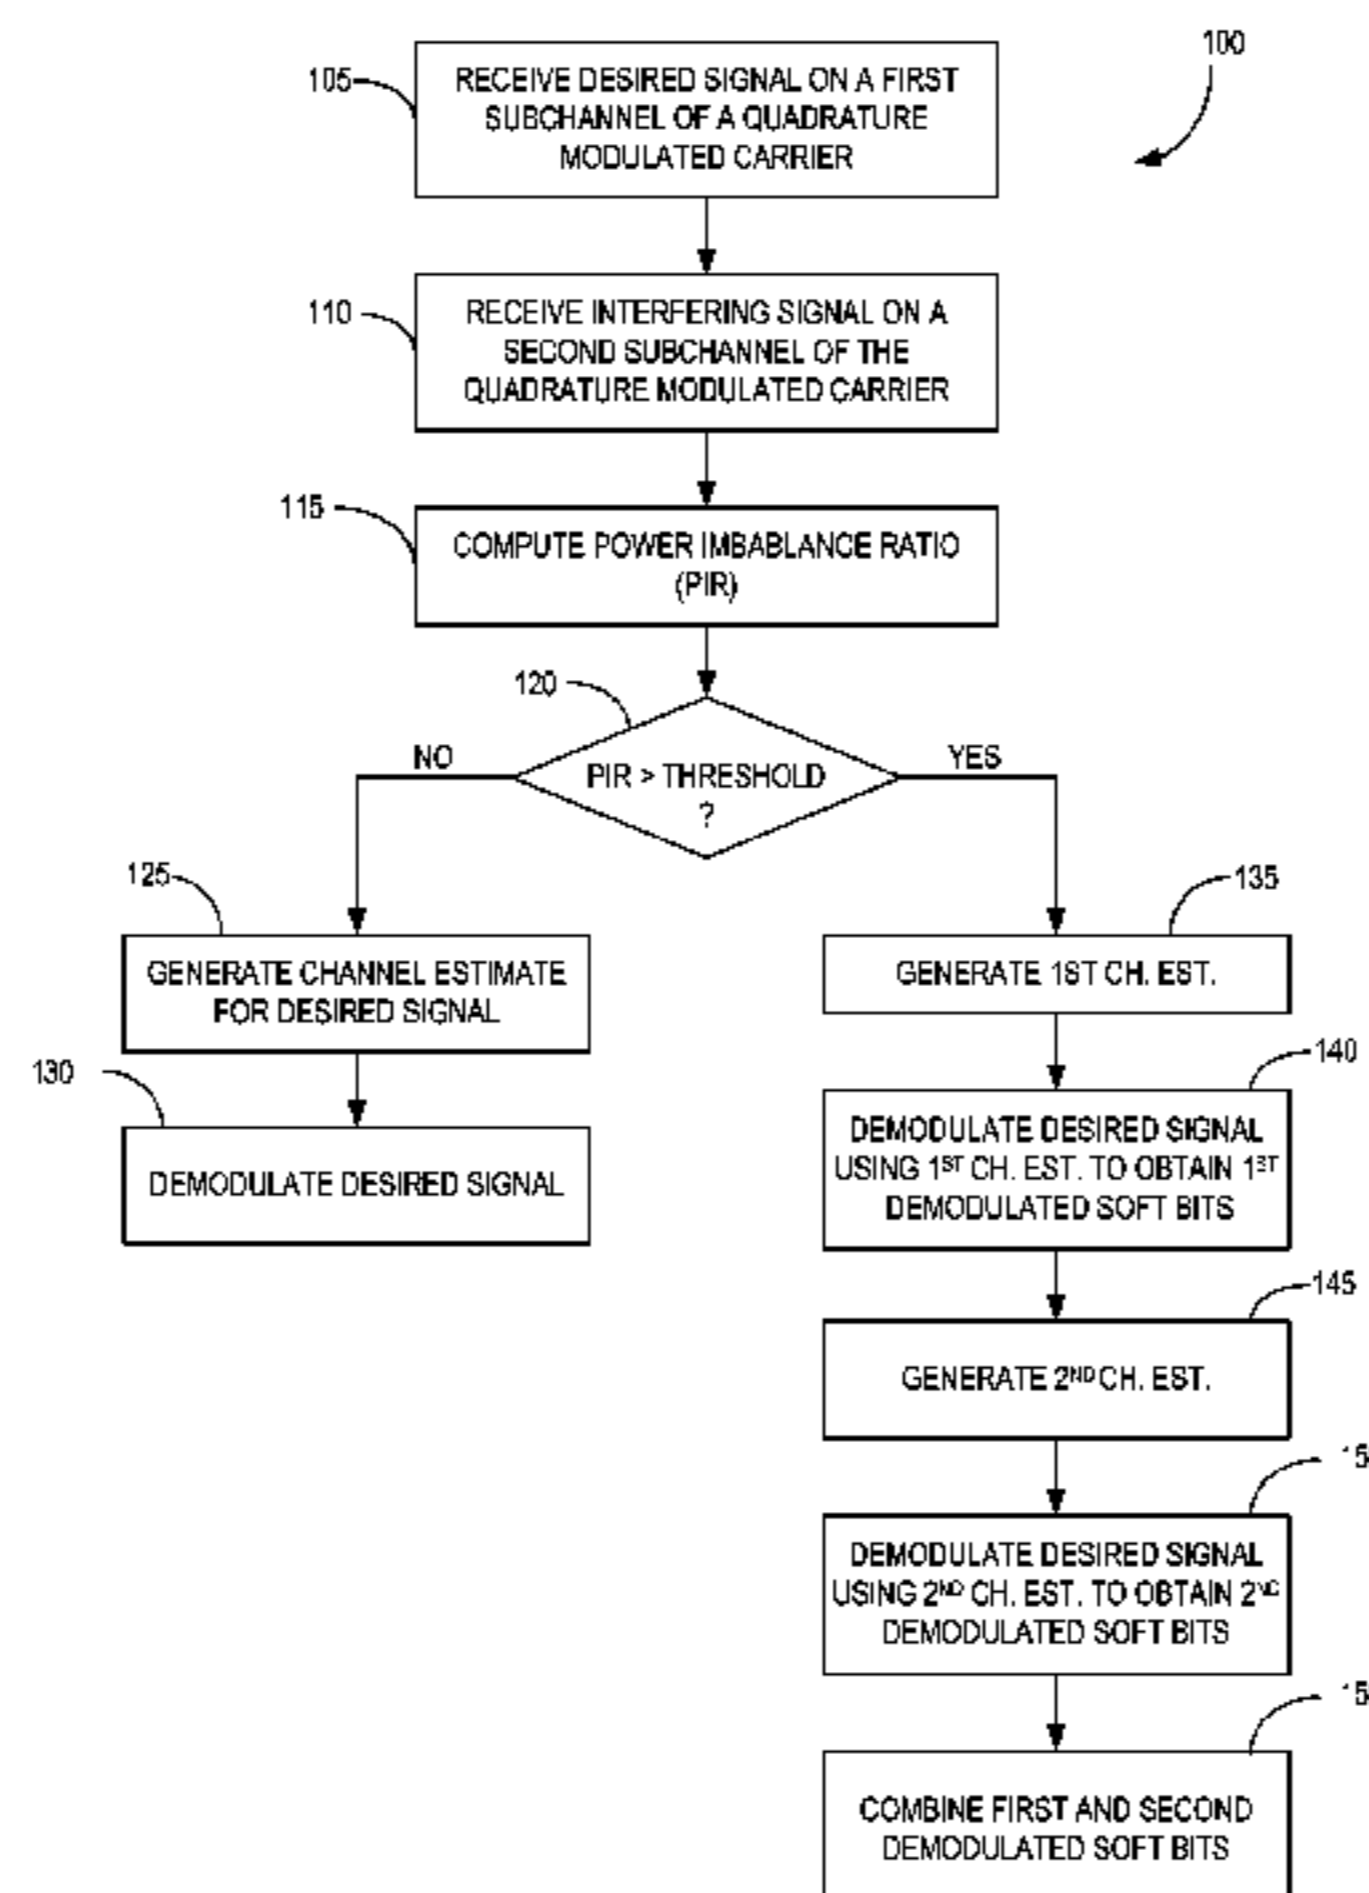 100
105
RECEIVE DESIRED SIGNAL ON A FIRST
SUBCHANNEL OF A QUADRATURE
MODULATED CARRIER
110
RECEIVE INTERFERING SIGNAL ON A
SECOND SUBCHANNEL OF THE
QUADRATURE MODULATED CARRIER
115
COMPUTE POWER IMBABLANCE RATIO
(PIR)
120
PIR > THRESHOLD
?
NO
YES
125
GENERATE CHANNEL ESTIMATE
FOR DESIRED SIGNAL
130
DEMODULATE DESIRED SIGNAL
135
GENERATE 1ST CH. EST.
140
DEMODULATE DESIRED SIGNAL
USING 1ST CH. EST. TO OBTAIN 1ST
DEMODULATED SOFT BITS
145
GENERATE 2ND CH. EST.
DEMODULATE DESIRED SIGNAL
USING 2ND CH. EST. TO OBTAIN 2ND
DEMODULATED SOFT BITS
COMBINE FIRST AND SECOND
DEMODULATED SOFT BITS